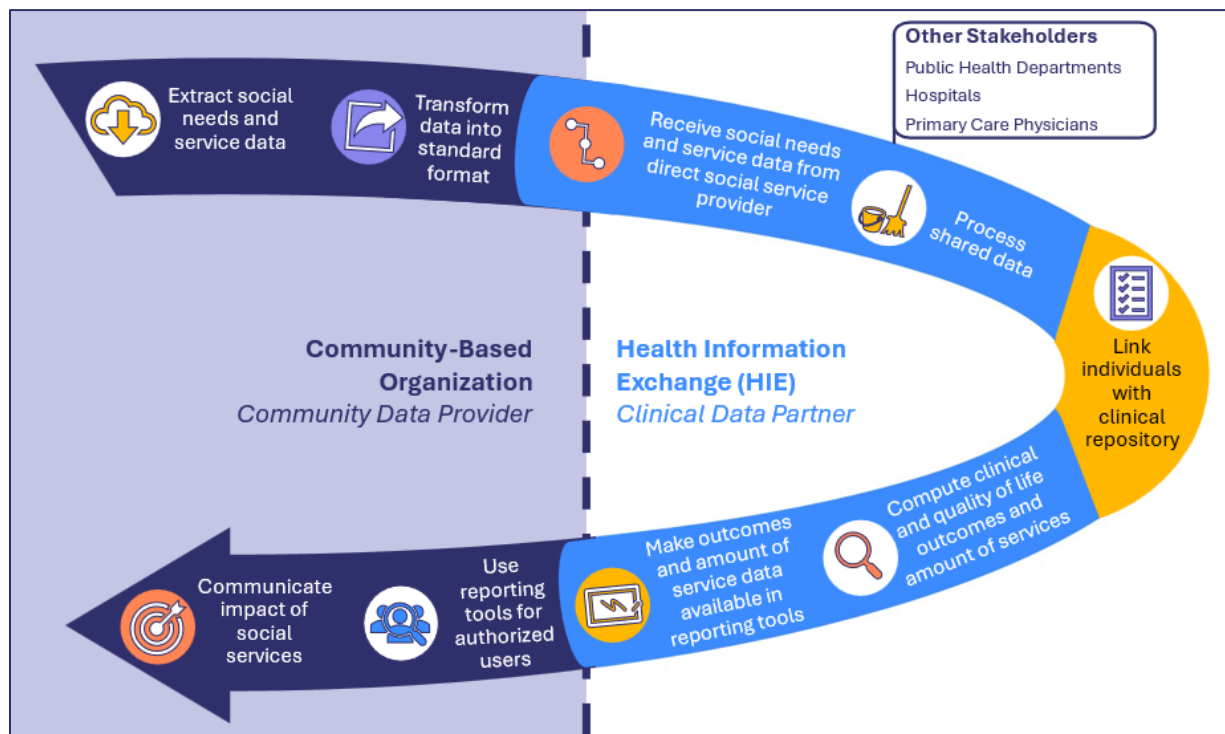 Other Stakeholders
Public Health Departments
Hospitals
Primary Care Physicians
Extract social
needs and
service data
Transform
data into
standard
format
Receive social needs
and service data from
direct social service
provider
Process
shared data
Link
individuals
with
clinical
repository
Community-Based
Organization
Community Data Provider
Health Information
Exchange (HIE)
Clinical Data Partner
Compute clinical
and quality of life
outcomes and
amount of services
Make outcomes
and amount of
service data
available in
reporting tools
Use
reporting
tools for
authorized
users
Communicate
impact of
social
services